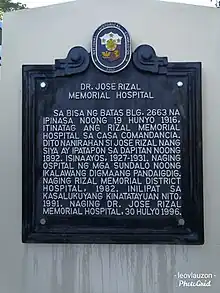 DR. JOSE RIZAL
MEMORIAL HOSPITAL
SA BISA NG BATAS BLG. 2663 NA
IPINASA NOONG 19 HUNYO 1916,
ITINATAG ANG RIZAL MEMORIAL
HOSPITAL SA CASA COMANDANCIA.
DITO NANIRAHAN SI JOSE RIZAL NANG
SIYA AY IPATAPON SA DAPITAN NOONG
1892. ISINAAYOS, 1927-1931. NAGING
OSPITAL NG MGA SUNDALO NOONG
IKALAWANG DIGMAANG PANDAIGDIG.
NAGING RIZAL MEMORIAL DISTRICT
HOSPITAL, 1982. INILIPAT SA
KASALUKUYANG KINATATAYUAN NITO,
1991. NAGING DR. JOSE RIZAL
MEMORIAL HOSPITAL, 30 HULYO 1996.
-leovlauzon-
PhotoGrid